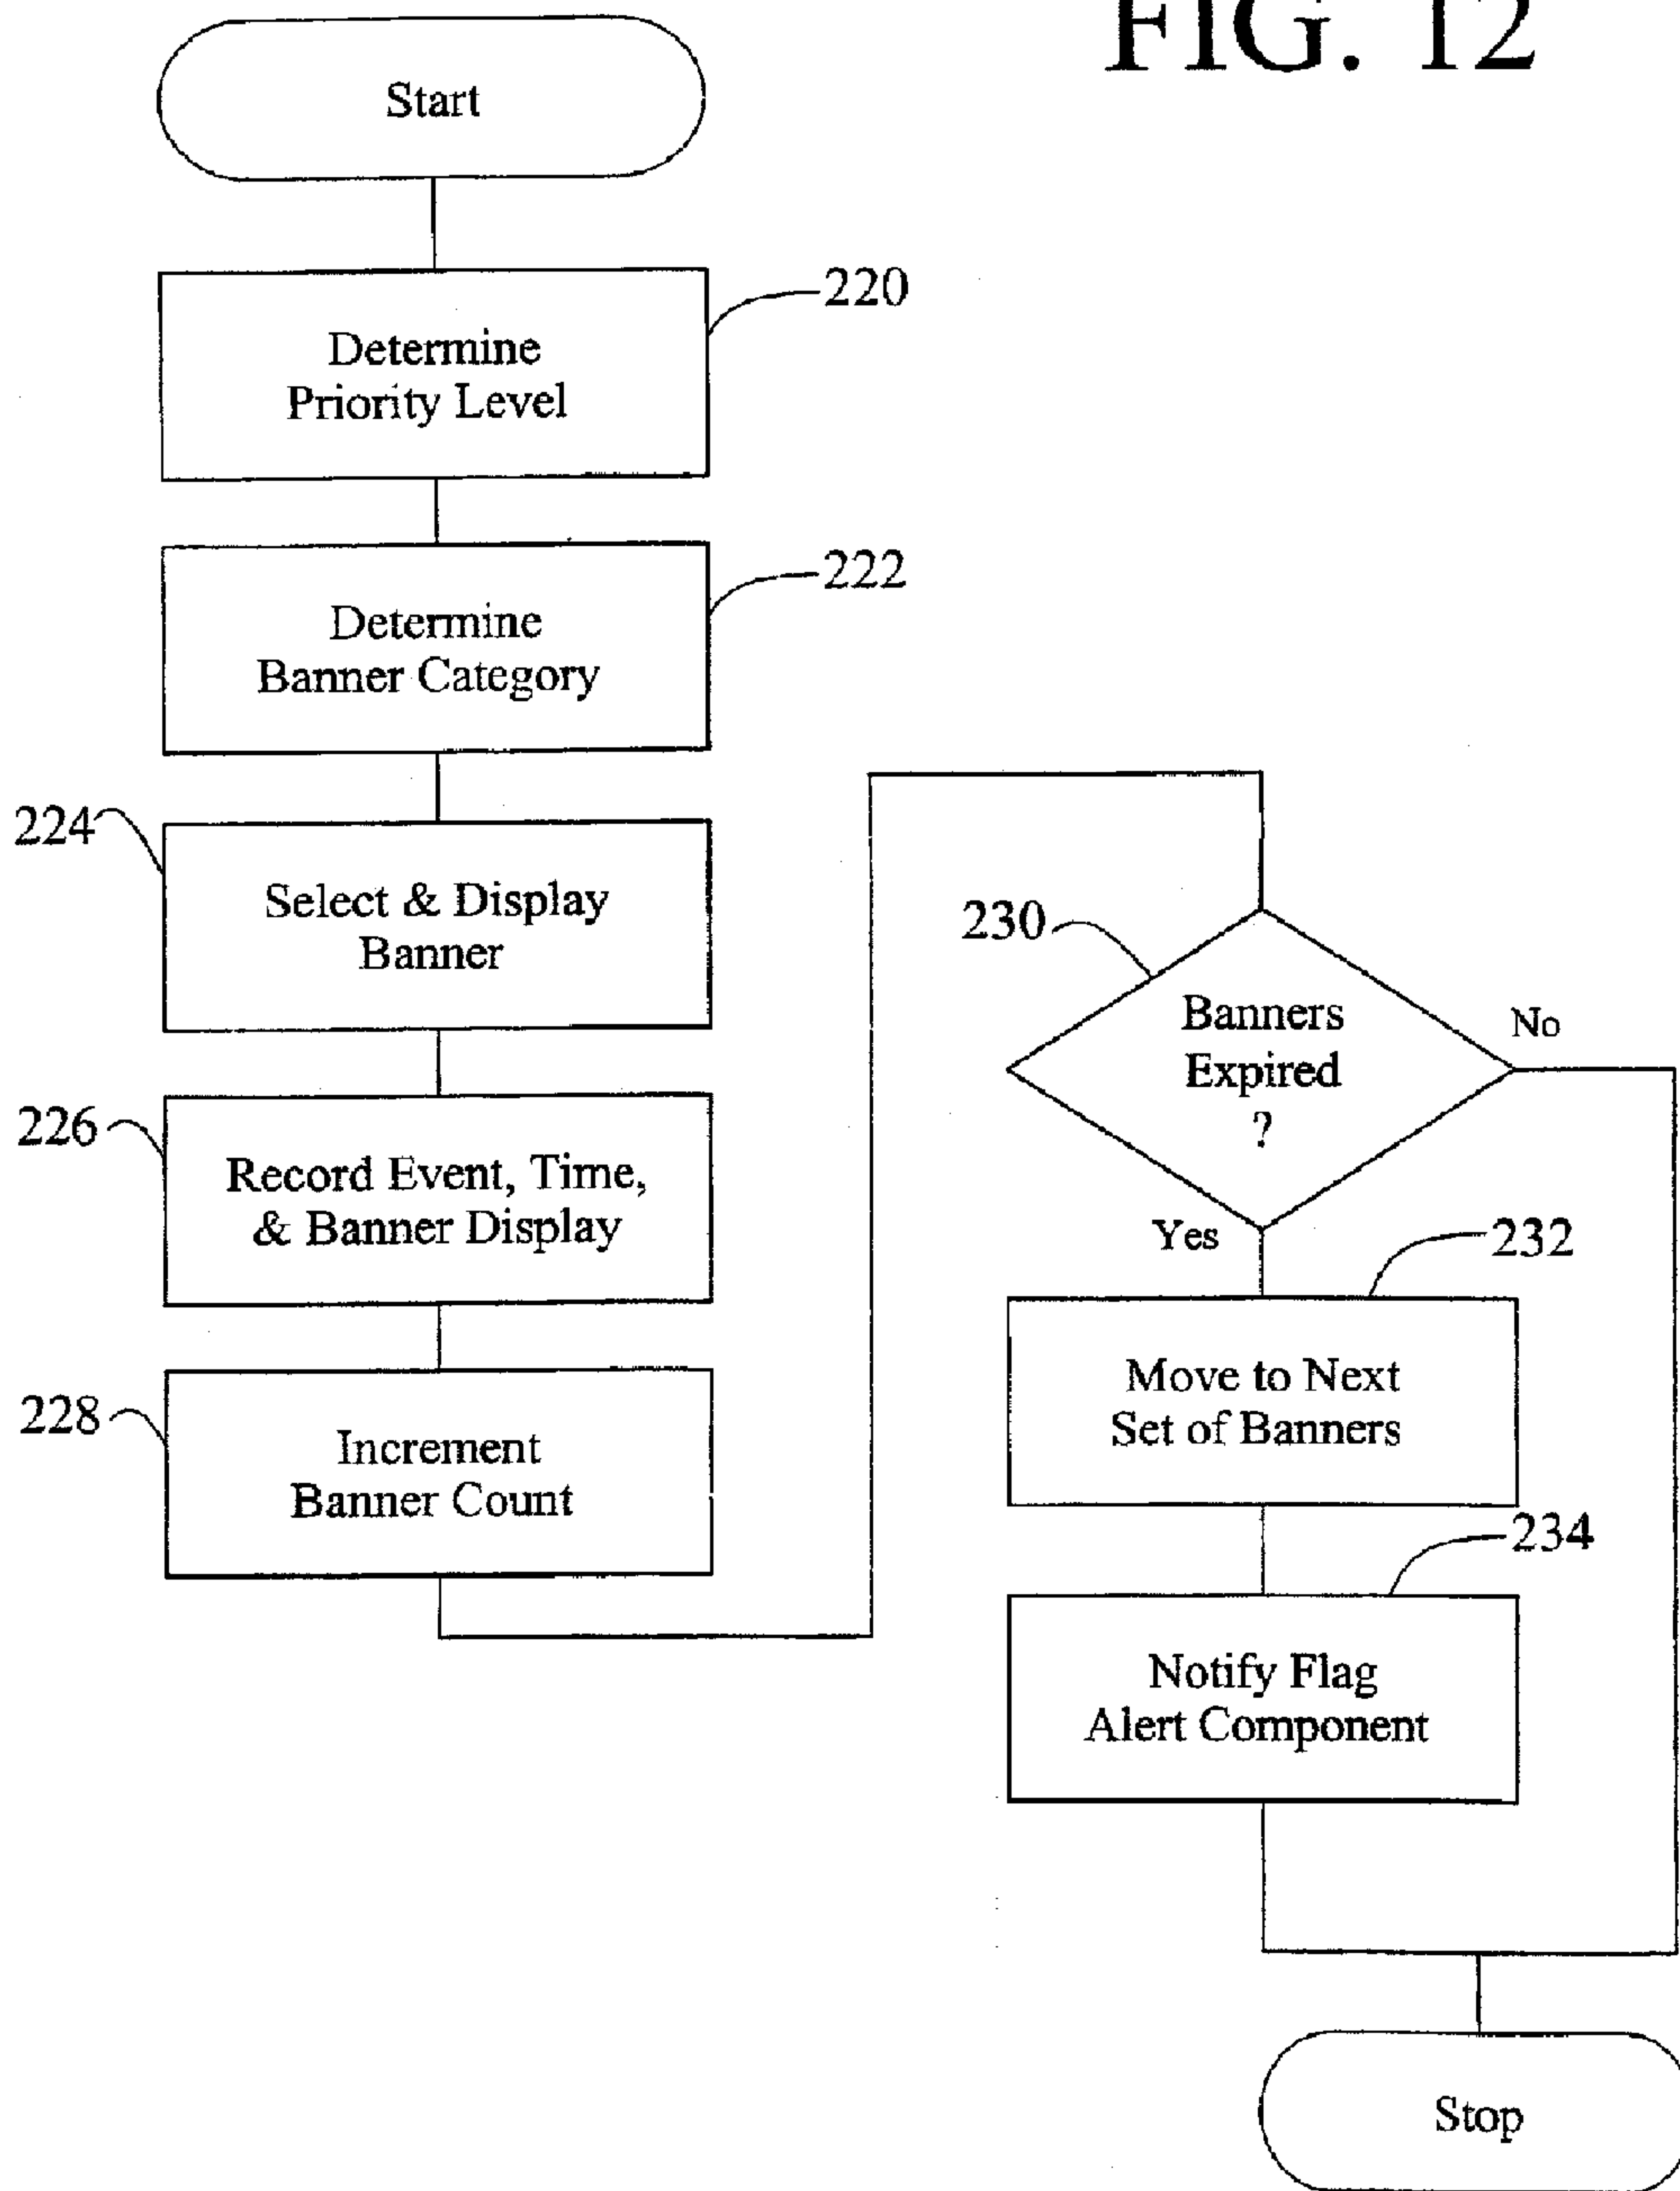 FIG. 12
Start
220
Determine
Priority Level
222
Determine
Banner Category
224
Select & Display
Banner
226
Record Event, Time,
& Banner Display
228
Increment
Banner Count
230
Banners
Expired
?
No
Yes
232
Move to Next
Set of Banners
234
Notify Flag
Alert Component
Stop